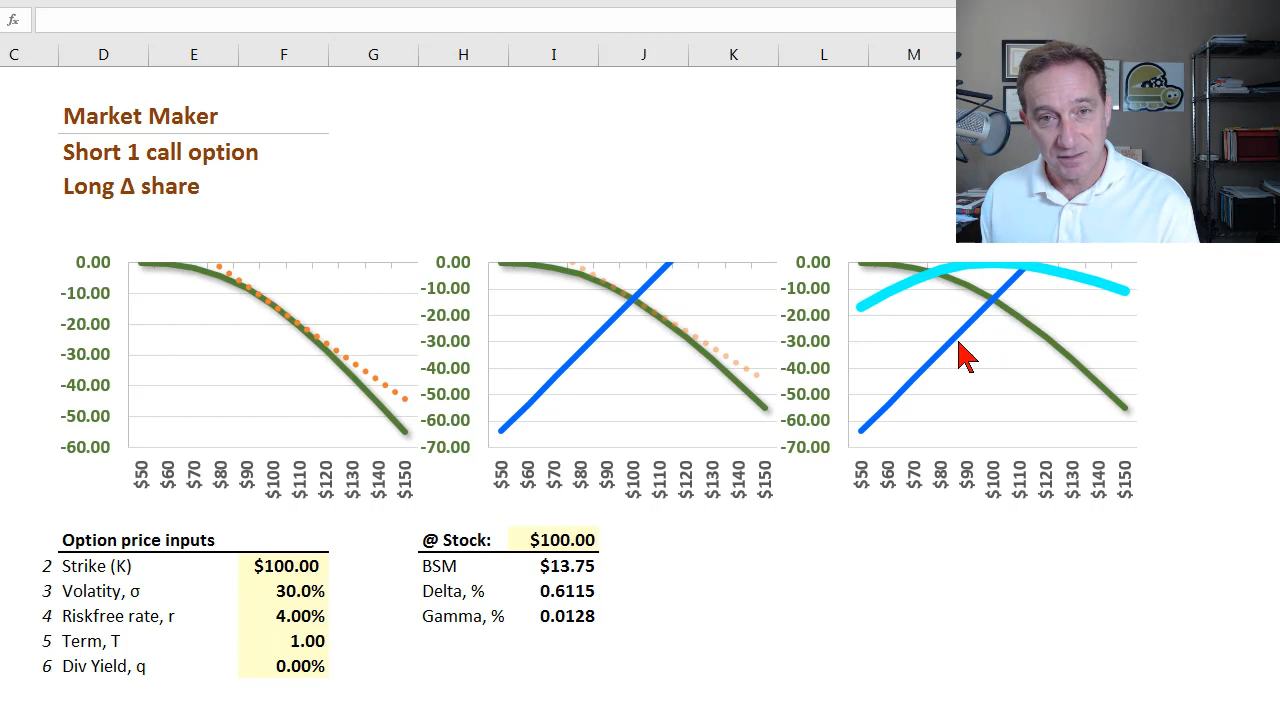 fx
C D E F G H I J K L M
Market Maker
Short 1 call option
Long Δ share
0.00
-10.00
-20.00
-30.00
-40.00
-50.00
-60.00
$50 $60 $70 $80 $90 $100 $110 $120 $130 $140 $150
0.00
-10.00
-20.00
-30.00
-40.00
-50.00
-60.00
-70.00
$50 $60 $70 $80 $90 $100 $110 $120 $130 $140 $150
0.00
-10.00
-20.00
-30.00
-40.00
-50.00
-60.00
-70.00
$50 $60 $70 $80 $90 $100 $110 $120 $130 $140 $150
Option price inputs
2 Strike (K) $100.00
3 Volatity, σ 30.0%
4 Riskfree rate, r 4.00%
5 Term, T 1.00
6 Div Yield, q 0.00%
@ Stock: $100.00
BSM $13.75
Delta, % 0.6115
Gamma, % 0.0128